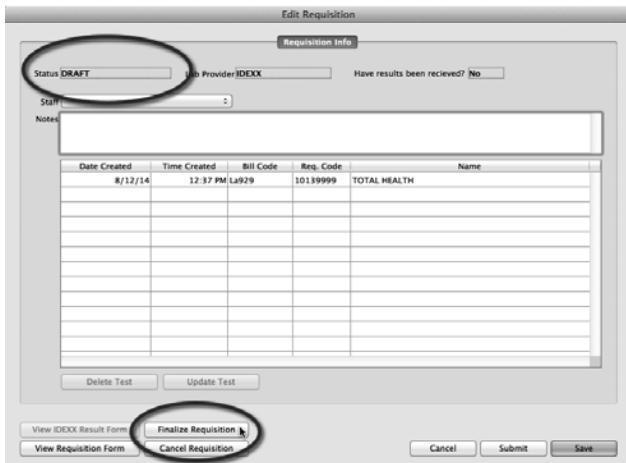 Edit Requisition
Requisition Info
Status DRAFT Lab Provider IDEXX Have results been recieved? No
Staff
Notes
Date Created Time Created Bill Code Req. Code Name
8/12/14 12:37 PM La929 10139999 TOTAL HEALTH
Delete Test Update Test
View IDEXX Result Form Finalize Requisition
View Requisition Form Cancel Requisition Cancel Submit Save